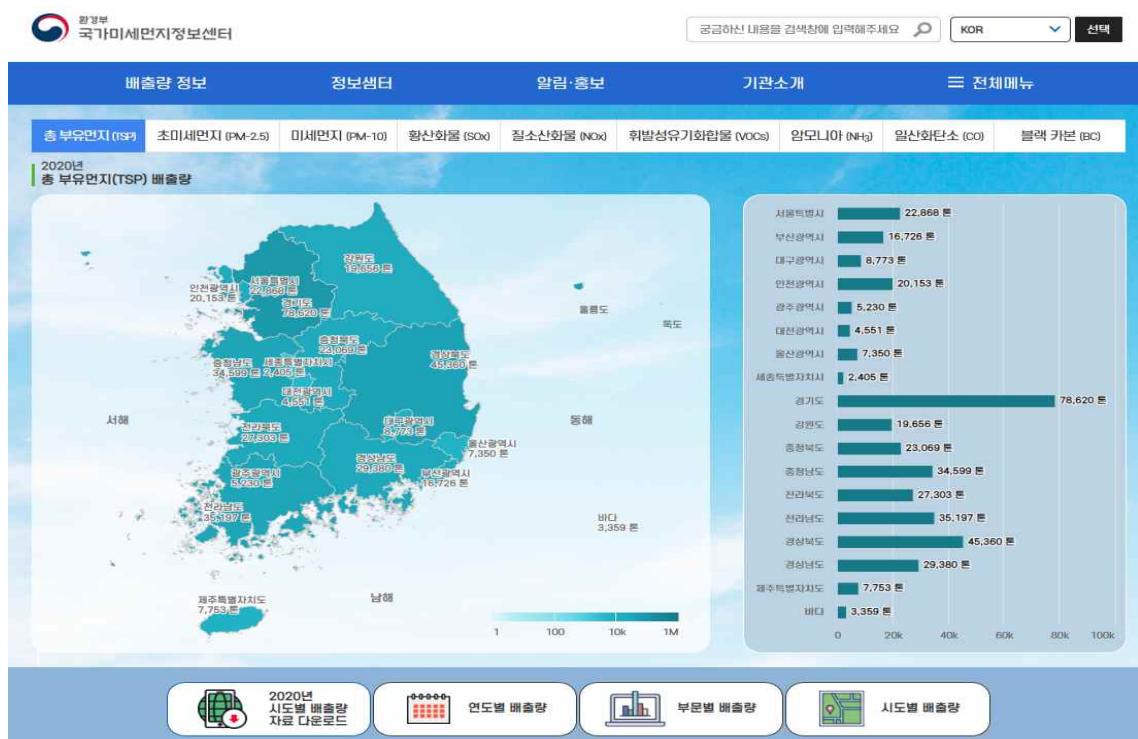 환경부
국가미세먼지정보센터
궁금하신 내용을 검색창에 입력해주세요
KOR
선택
배출량 정보
정보샘터
알림·홍보
기관소개
전체메뉴
총 부유먼지 (TSP)
초미세먼지 (PM-2.5)
미세먼지 (PM-10)
황산화물 (SOx)
질소산화물 (NOx)
휘발성유기화합물 (VOCs)
암모니아 (NH₃)
일산화탄소 (CO)
블랙 카본 (BC)
2020년
총 부유먼지(TSP) 배출량
강원도
19,656 톤
인천광역시
20,153 톤
서울특별시
22,868 톤
경기도
78,620 톤
울릉도
독도
충청북도
23,069 톤
경상북도
45,360 톤
충청남도
34,599 톤
세종특별자치시
2,405 톤
대전광역시
4,551 톤
서해
동해
전라북도
27,303 톤
대구광역시
8,773 톤
울산광역시
7,350 톤
경상남도
29,380 톤
부산광역시
16,726 톤
광주광역시
5,230 톤
전라남도
35,197 톤
바다
3,359 톤
제주특별자치도
7,753 톤
남해
1 100 10k 1M
서울특별시 22,868 톤
부산광역시 16,726 톤
대구광역시 8,773 톤
인천광역시 20,153 톤
광주광역시 5,230 톤
대전광역시 4,551 톤
울산광역시 7,350 톤
세종특별자치시 2,405 톤
경기도 78,620 톤
강원도 19,656 톤
충청북도 23,069 톤
충청남도 34,599 톤
전라북도 27,303 톤
전라남도 35,197 톤
경상북도 45,360 톤
경상남도 29,380 톤
제주특별자치도 7,753 톤
바다 3,359 톤
0 20k 40k 60k 80k 100k
2020년
시도별 배출량
자료 다운로드
연도별 배출량
부문별 배출량
시도별 배출량